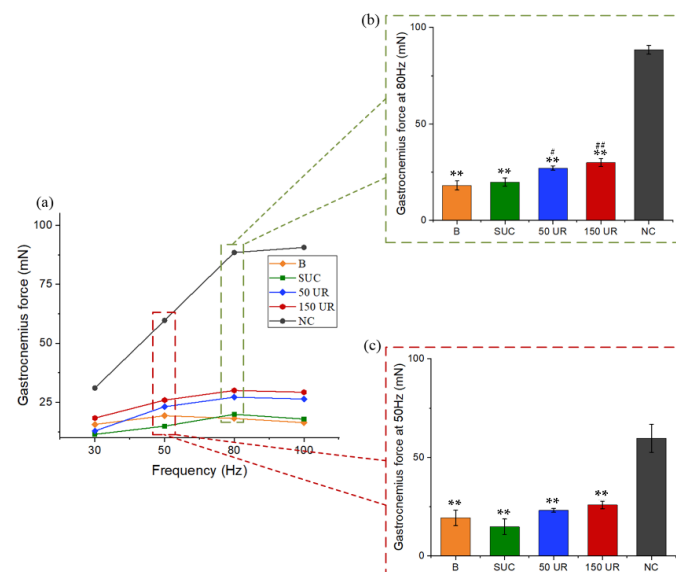 (b)
Gastrocnemius force at 80Hz (mN)
100
50
0
**
**
#
**
##
**
B
SUC
50 UR
150 UR
NC
(a)
Gastrocnemius force (mN)
100
75
50
25
B
SUC
50 UR
150 UR
NC
30
50
80
100
Frequency (Hz)
(c)
Gastrocnemius force at 50Hz (mN)
100
50
0
**
**
**
**
B
SUC
50 UR
150 UR
NC